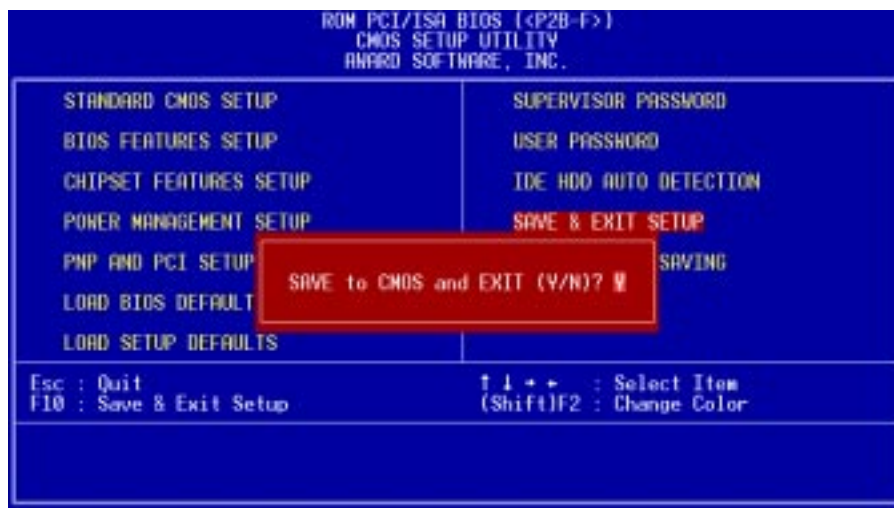 ROM PCI/ISA BIOS (<P2B-F>)
CMOS SETUP UTILITY
AWARD SOFTWARE, INC.
STANDARD CMOS SETUP
BIOS FEATURES SETUP
CHIPSET FEATURES SETUP
POWER MANAGEMENT SETUP
PNP AND PCI SETUP
LOAD BIOS DEFAULT
LOAD SETUP DEFAULTS
SUPERVISOR PASSWORD
USER PASSWORD
IDE HDD AUTO DETECTION
SAVE & EXIT SETUP
SAVING
SAVE to CMOS and EXIT (Y/N)? Y
Esc : Quit
F10 : Save & Exit Setup
↑ ↓ → ← : Select Item
(Shift)F2 : Change Color